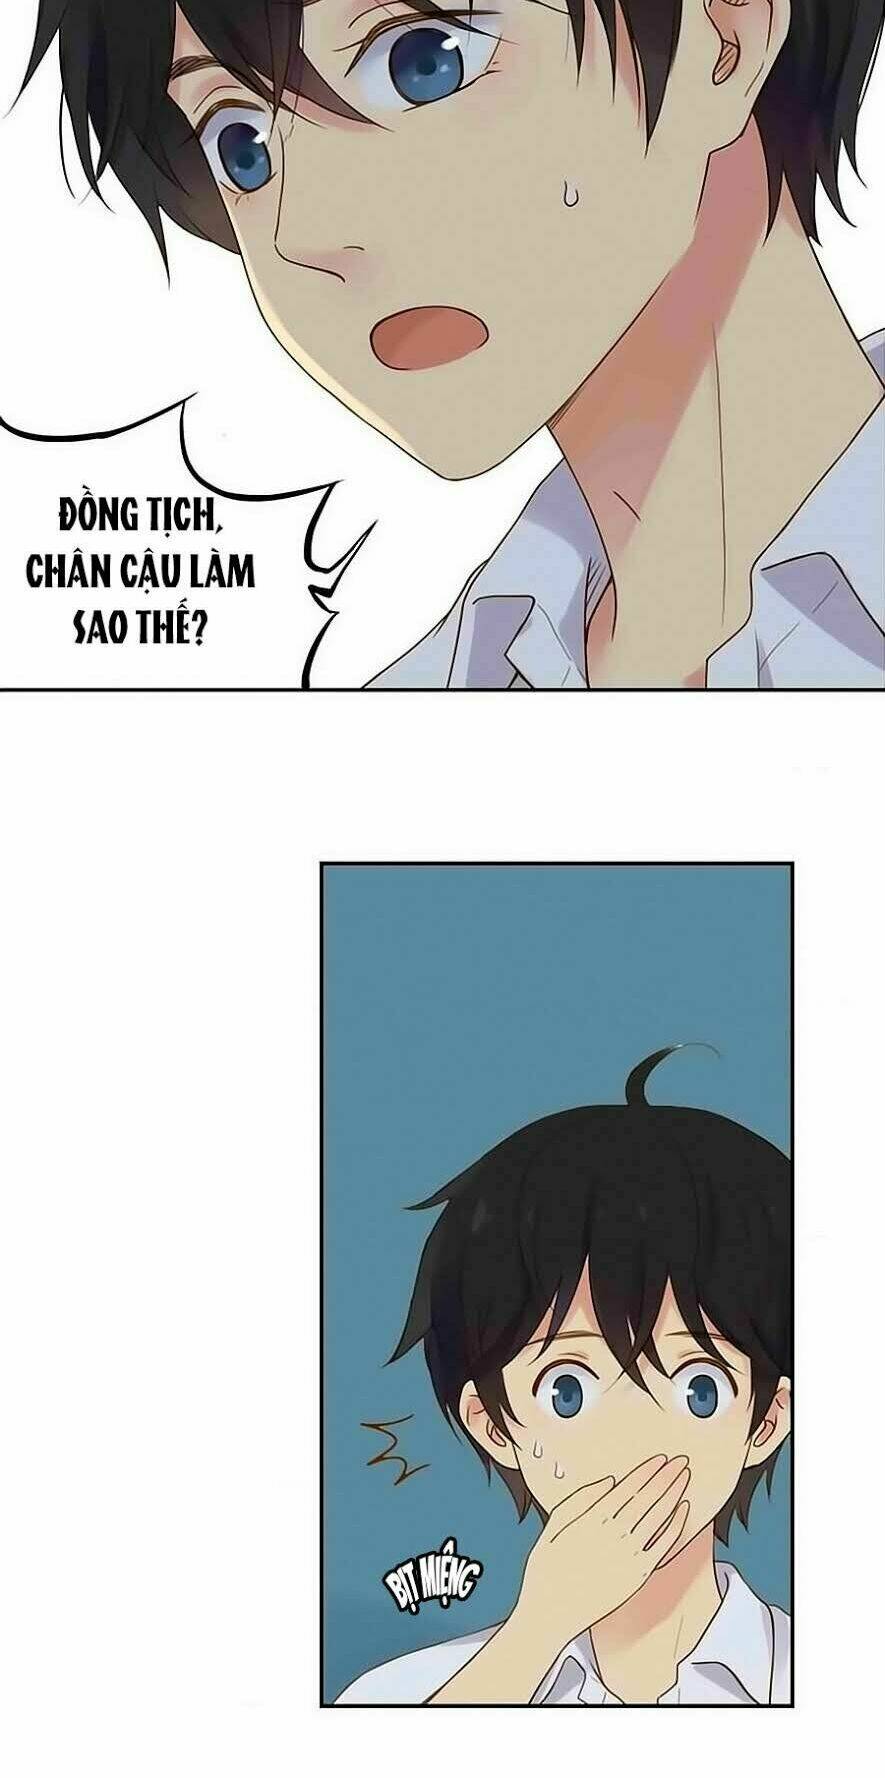 ĐỒNG TỊCH,
CHÂN CẬU LÀM
SAO THẾ?
BỊT MIỆNG